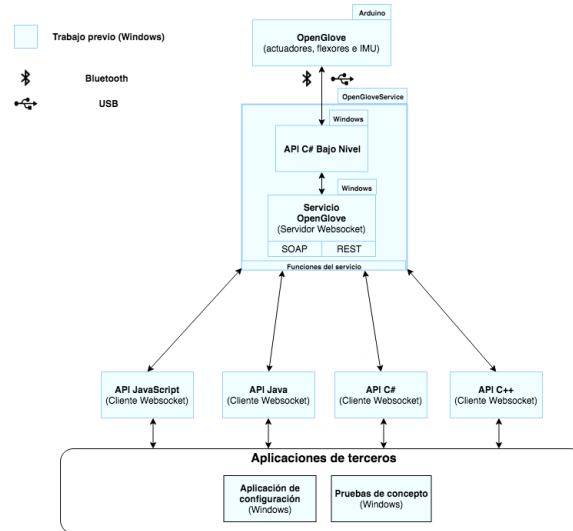 Arduino
Trabajo previo (Windows)
OpenGlove
(actuadores, flexores e IMU)
Bluetooth
USB
OpenGloveService
Windows
API C# Bajo Nivel
Windows
Servicio
OpenGlove
(Servidor Websocket)
SOAP
REST
Funciones del servicio
API JavaScript
(Cliente Websocket)
API Java
(Cliente Websocket)
API C#
(Cliente Websocket)
API C++
(Cliente Websocket)
Aplicaciones de terceros
Aplicación de
configuración
(Windows)
Pruebas de concepto
(Windows)